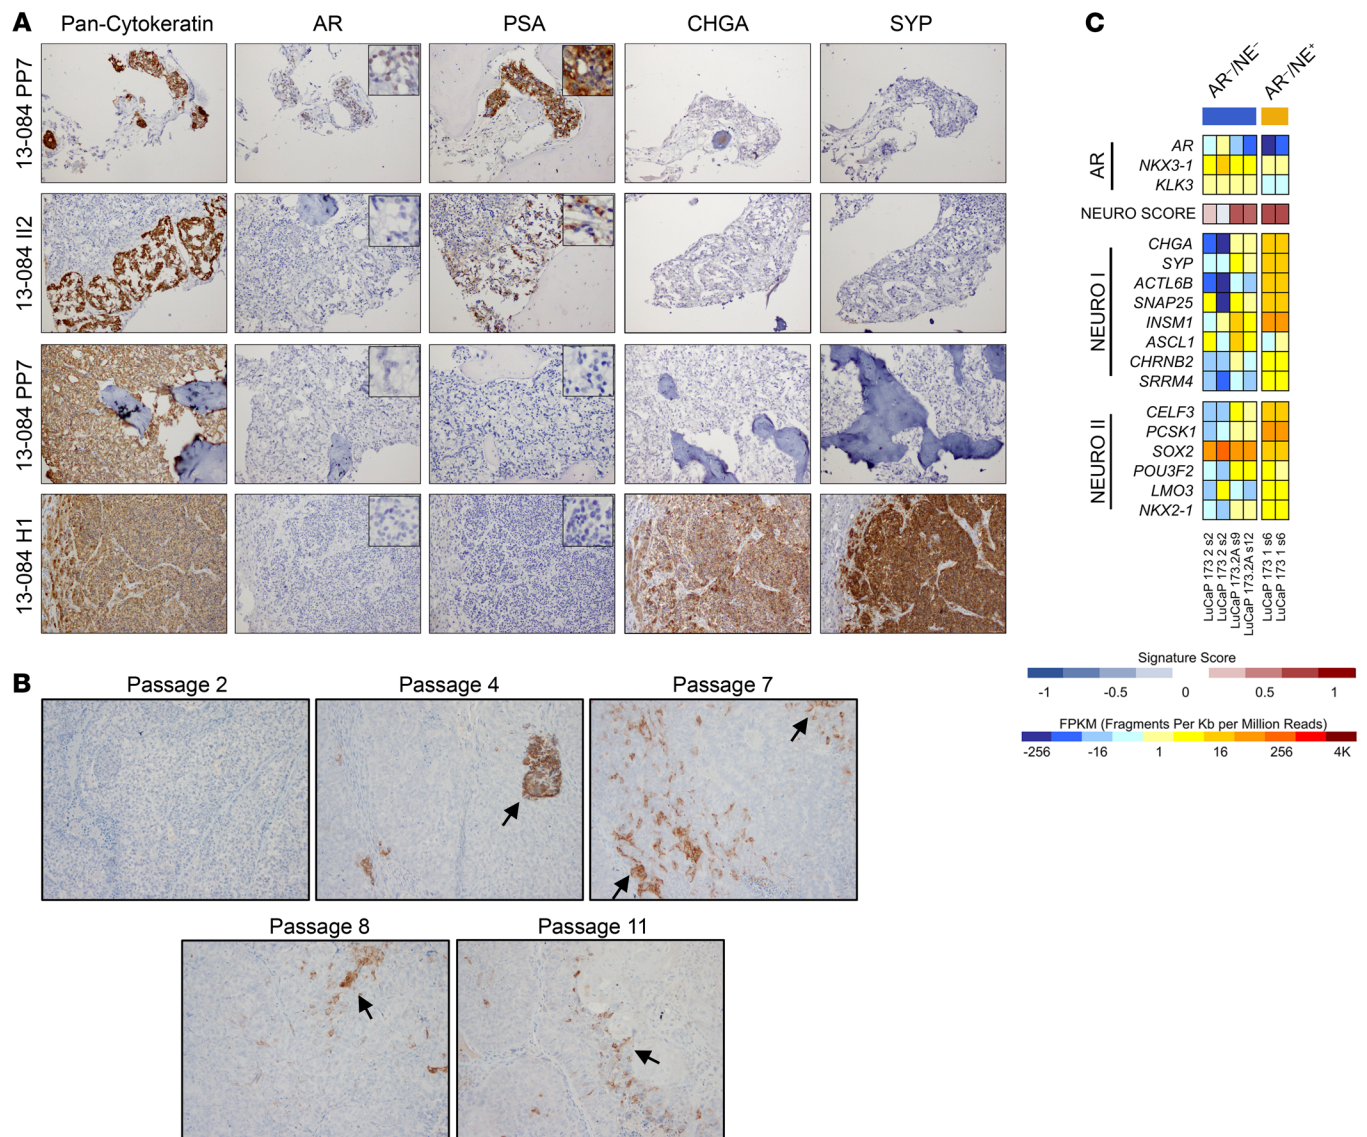 A
Pan-Cytokeratin AR PSA CHGA SYP
13-084 PP7
13-084 II2
13-084 PP7
13-084 H1
B
Passage 2 Passage 4 Passage 7
Passage 8 Passage 11
C
AR⁻/NE⁻ AR⁻/NE⁺
AR
AR
NKX3-1
KLK3
NEURO SCORE
NEURO I
CHGA
SYP
ACTL6B
SNAP25
INSM1
ASCL1
CHRNB2
SRRM4
NEURO II
CELF3
PCSK1
SOX2
POU3F2
LMO3
NKX2-1
LuCaP 173 2 s2
LuCaP 173 2 s2
LuCaP 173.2A s9
LuCaP 173.2A s12
LuCaP 173 1 s6
LuCaP 173 1 s6
Signature Score
-1 -0.5 0 0.5 1
FPKM (Fragments Per Kb per Million Reads)
-256 -16 1 16 256 4K